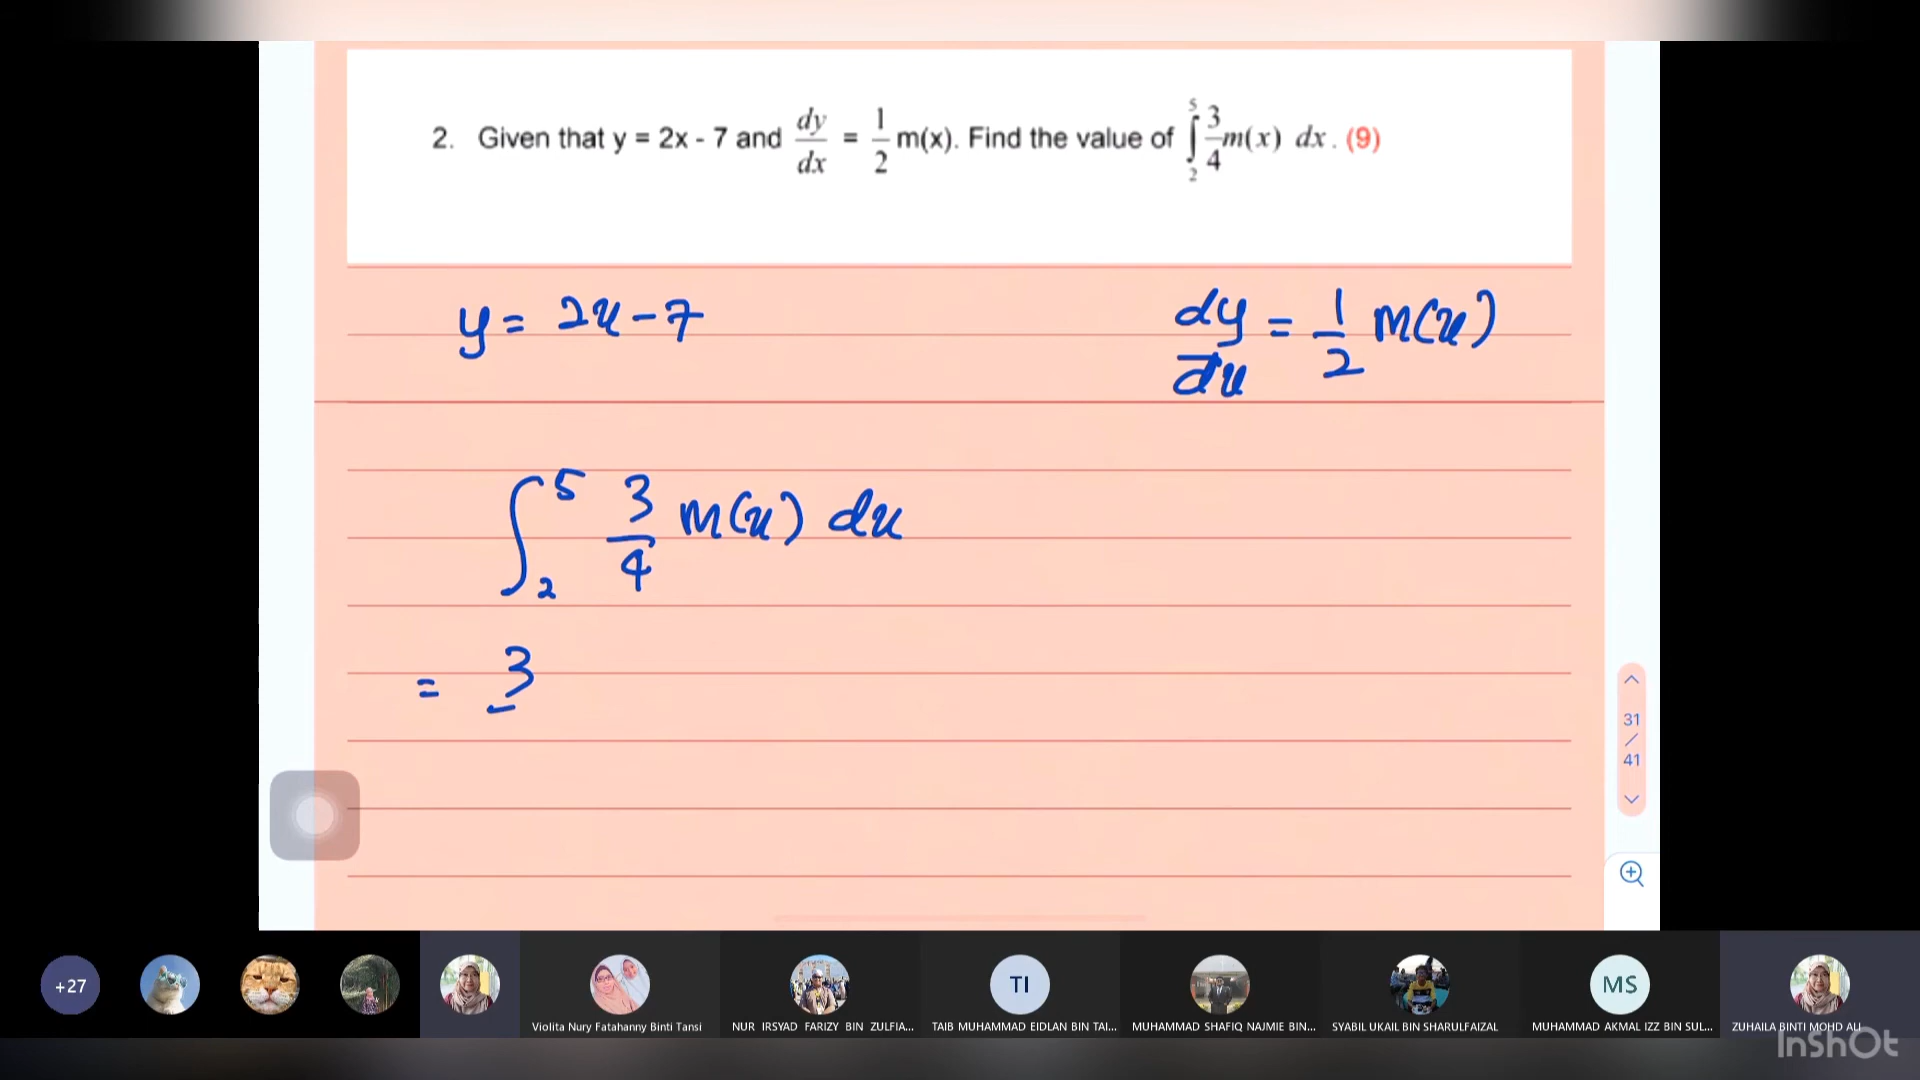 2. Given that y = 2x - 7 and dy/dx = 1/2 m(x). Find the value of ∫₂⁵ 3/4 m(x) dx. (9)
y = 2x - 7
dy/dx = 1/2 m(x)
∫₂⁵ 3/4 m(x) dx
= 3
31
/
41
+27
TI
MS
Violita Nury Fatahanny Binti Tansi
NUR IRSYAD FARIZY BIN ZULFIA...
TAIB MUHAMMAD EIDLAN BIN TAI...
MUHAMMAD SHAFIQ NAJMIE BIN...
SYABIL UKAIL BIN SHARULFAIZAL
MUHAMMAD AKMAL IZZ BIN SUL...
ZUHAILA BINTI MOHD ALI
InShOt